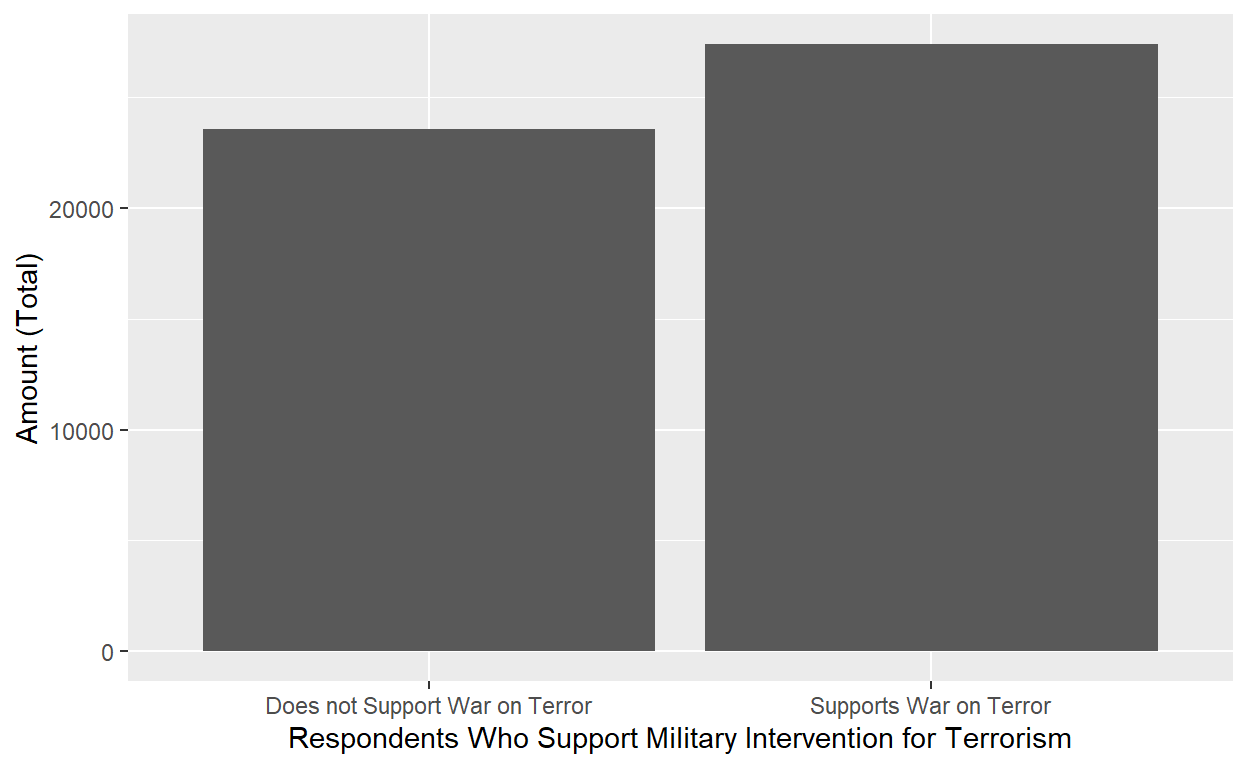 Amount (Total)
20000
10000
0
Does not Support War on Terror
Supports War on Terror
Respondents Who Support Military Intervention for Terrorism